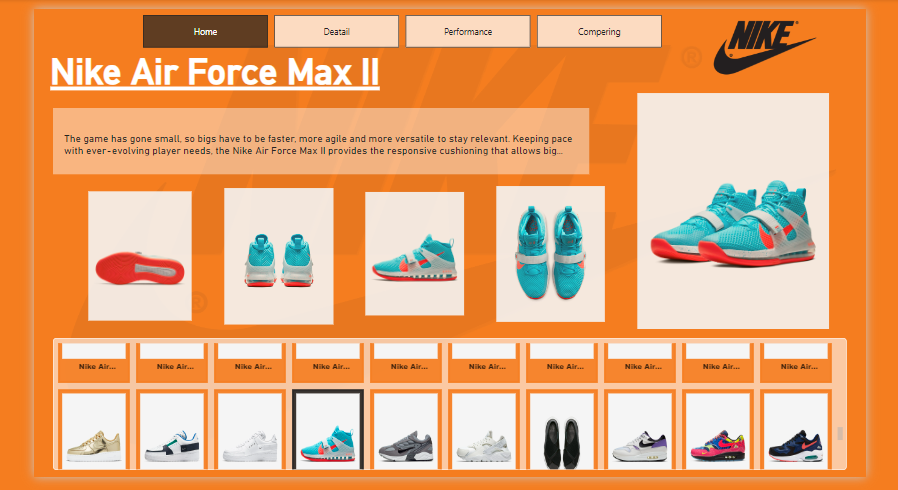 Home
Deatail
Performance
Compering
NIKE
®
Nike Air Force Max II
The game has gone small, so bigs have to be faster, more agile and more versatile to stay relevant. Keeping pace
with ever-evolving player needs, the Nike Air Force Max II provides the responsive cushioning that allows big...
Nike Air...
Nike Air...
Nike Air...
Nike Air...
Nike Air...
Nike Air...
Nike Air...
Nike Air...
Nike Air...
Nike Air...